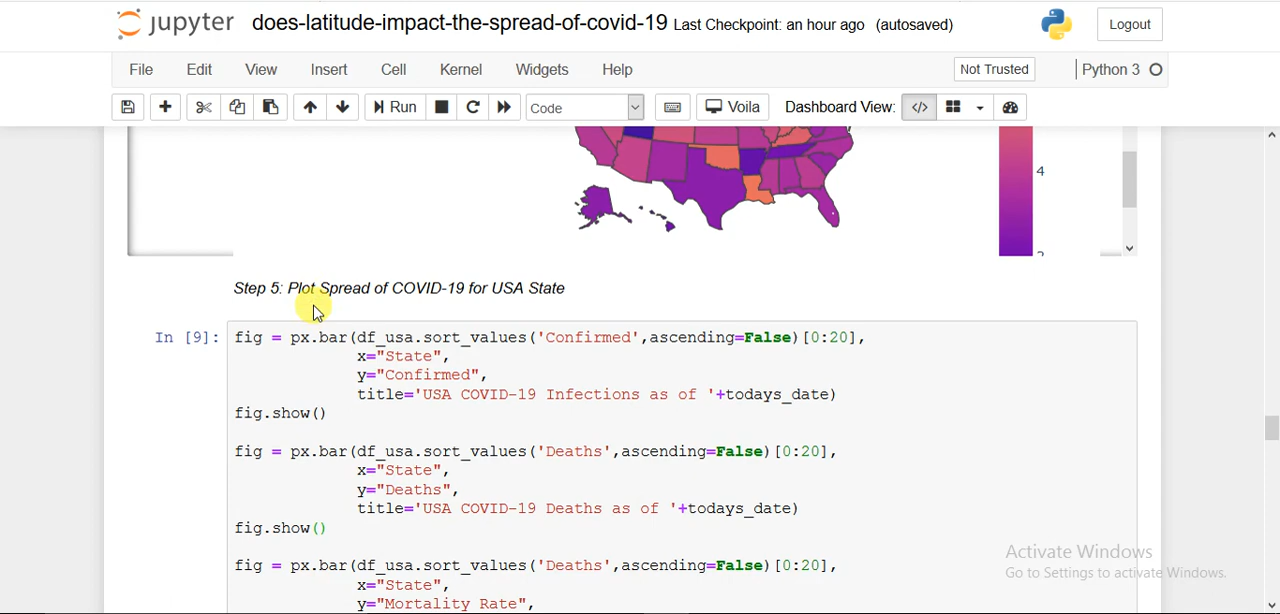 jupyter does-latitude-impact-the-spread-of-covid-19 Last Checkpoint: an hour ago (autosaved) Logout
File Edit View Insert Cell Kernel Widgets Help Not Trusted Python 3
Run Code Voila Dashboard View:
4
Step 5: Plot Spread of COVID-19 for USA State
In [9]: fig = px.bar(df_usa.sort_values('Confirmed',ascending=False)[0:20],
x="State",
y="Confirmed",
title='USA COVID-19 Infections as of '+todays_date)
fig.show()
fig = px.bar(df_usa.sort_values('Deaths',ascending=False)[0:20],
x="State",
y="Deaths",
title='USA COVID-19 Deaths as of '+todays_date)
fig.show()
fig = px.bar(df_usa.sort_values('Deaths',ascending=False)[0:20],
x="State",
y="Mortality Rate",
Activate Windows
Go to Settings to activate Windows.